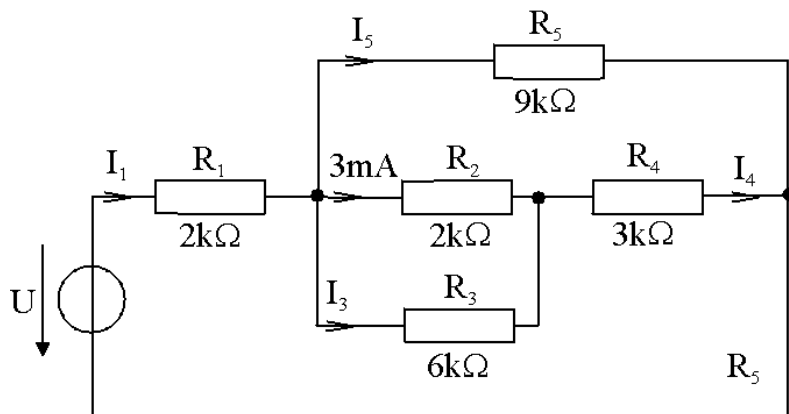 I₅ R₅
9kΩ
I₁ R₁ 3mA R₂ R₄ I₄
2kΩ 2kΩ 3kΩ
U I₃ R₃
6kΩ R₅